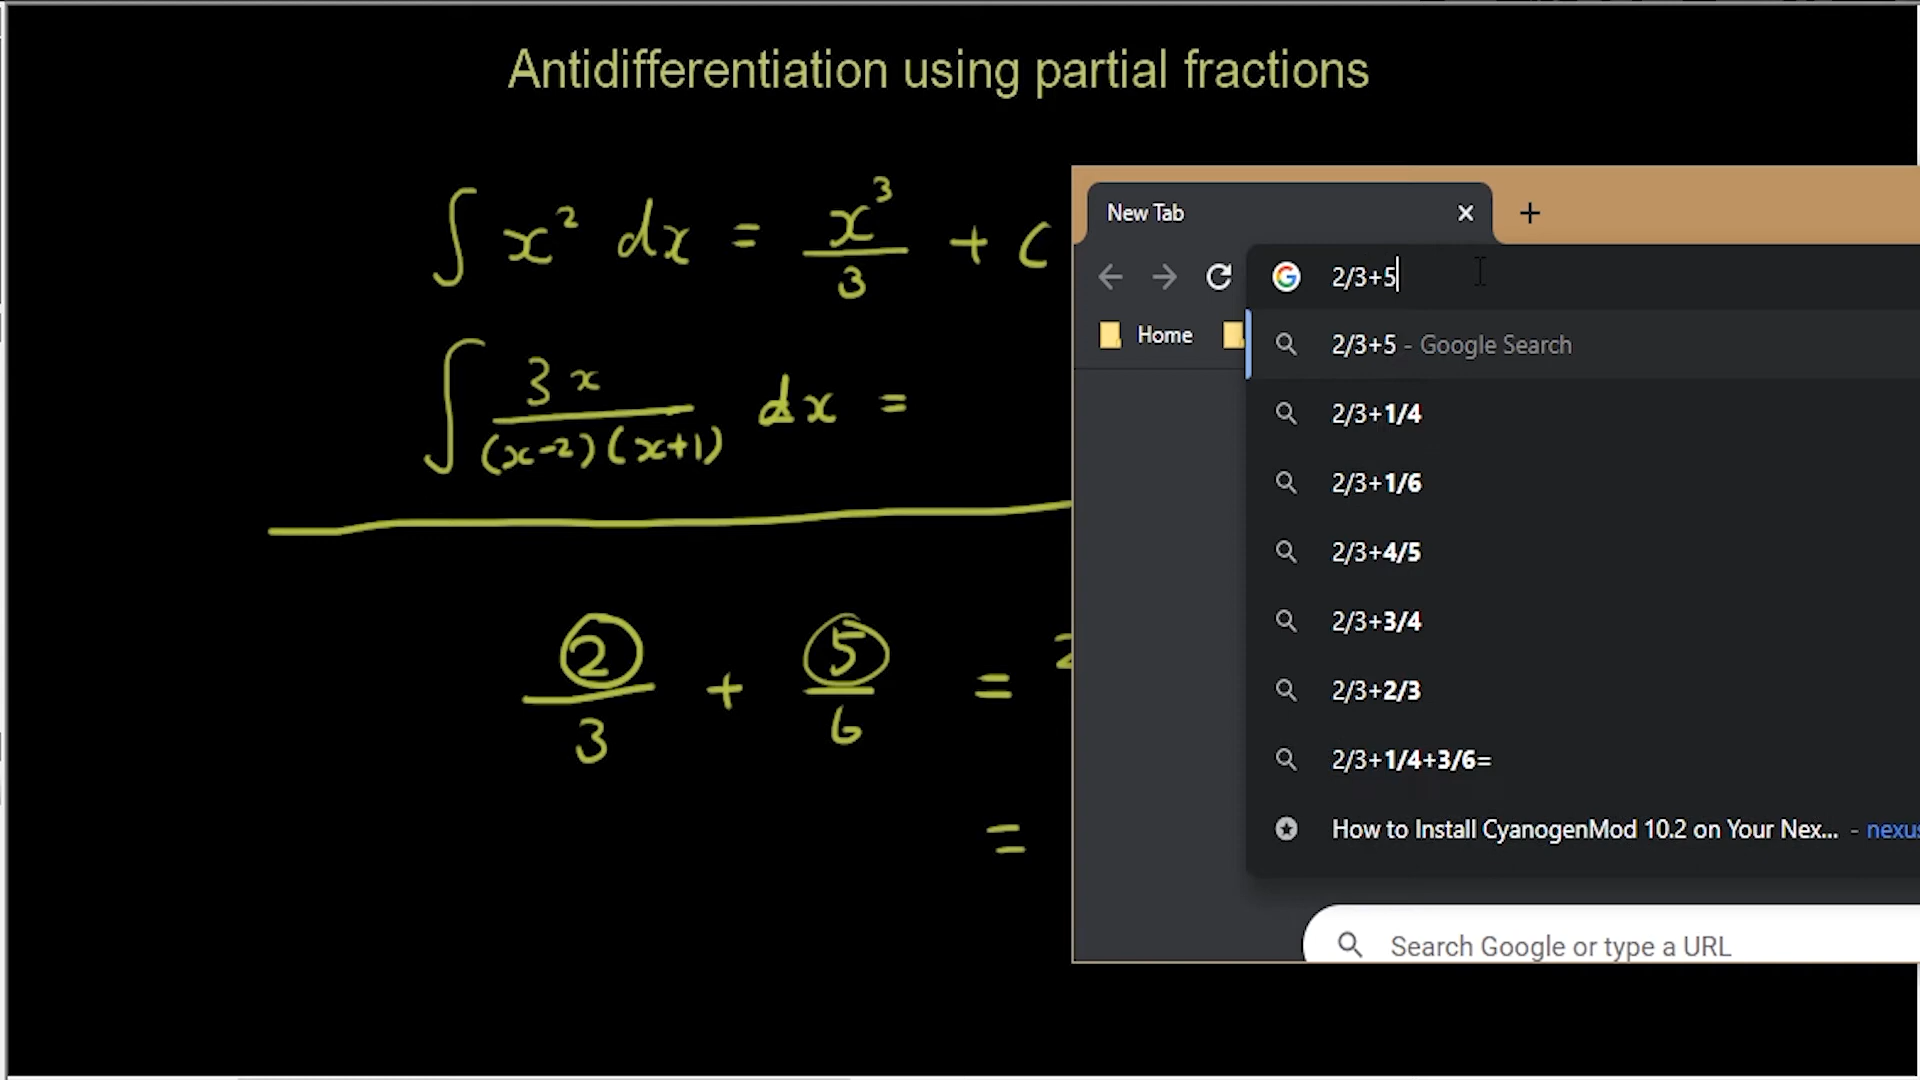 Antidifferentiation using partial fractions
∫ x² dx = x³/3 + C
∫ 3x/((x-2)(x+1)) dx =
2/3 + 5/6 = 2
=
New Tab
2/3+5
Home
2/3+5 - Google Search
2/3+1/4
2/3+1/6
2/3+4/5
2/3+3/4
2/3+2/3
2/3+1/4+3/6=
How to Install CyanogenMod 10.2 on Your Nex... - nexus
Search Google or type a URL